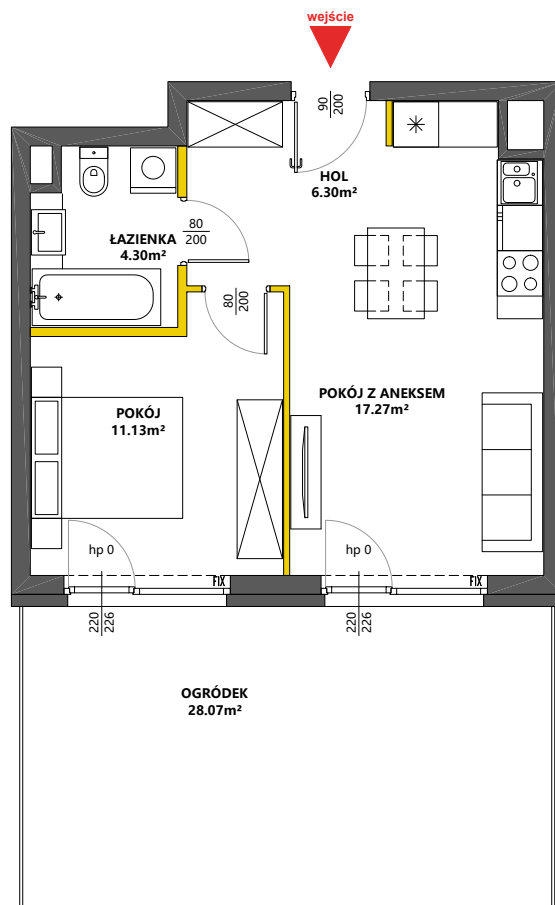 wejście
90
200
HOL
6.30m²
ŁAZIENKA
4.30m²
80
200
80
200
POKÓJ Z ANEKSEM
17.27m²
POKÓJ
11.13m²
hp 0
hp 0
FIX
FIX
220
226
220
226
OGRÓDEK
28.07m²